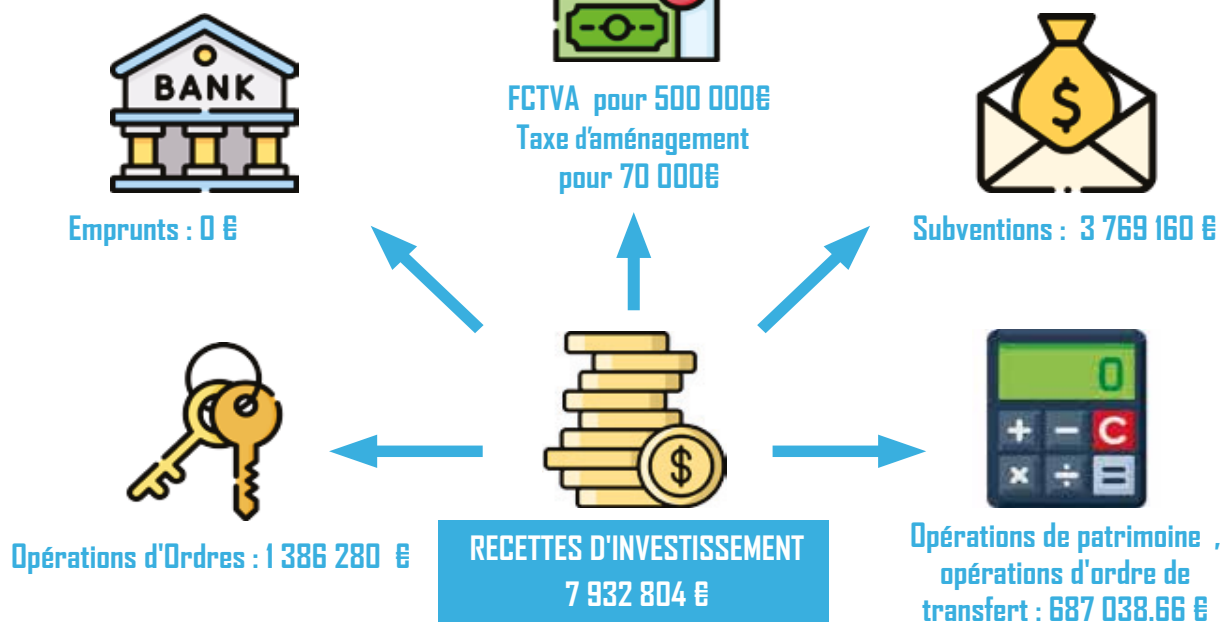 BANK
FCTVA pour 500 000€
Taxe d'aménagement
pour 70 000€
$
Emprunts : 0 €
Subventions : 3 769 160 €
0
+ - C
× ÷ =
$
Opérations d'Ordres : 1 386 280 €
RECETTES D'INVESTISSEMENT
7 932 804 €
Opérations de patrimoine ,
opérations d'ordre de
transfert : 687 038.66 €